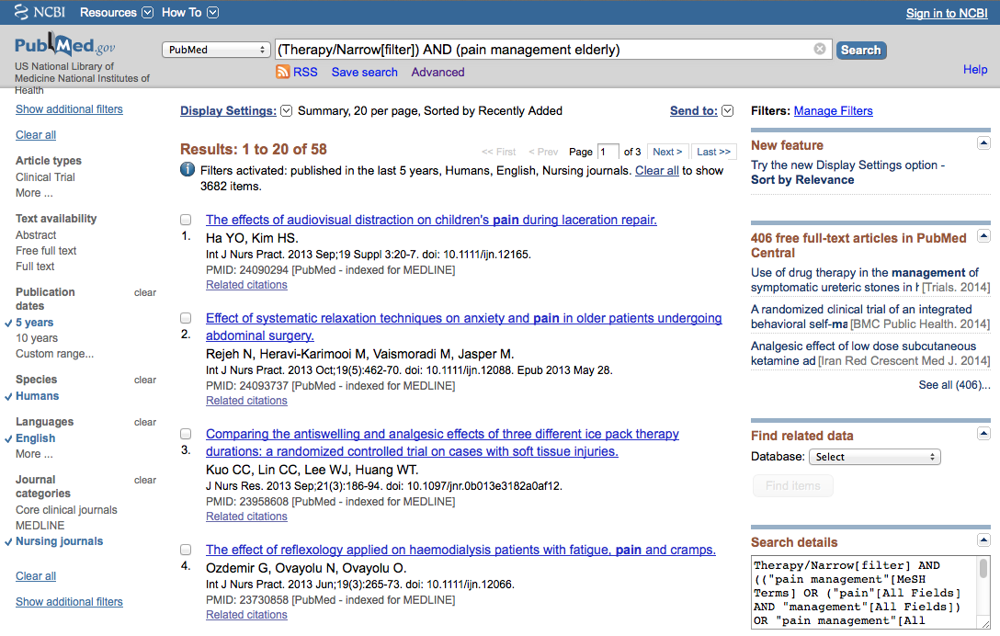 NCBI Resources How To Sign in to NCBI
PubMed.gov
US National Library of
Medicine National Institutes of
Health
PubMed (Therapy/Narrow[filter]) AND (pain management elderly) Search
RSS Save search Advanced
Help
Show additional filters
Clear all
Article types
Clinical Trial
More ...
Text availability
Abstract
Free full text
Full text
Publication clear
dates
5 years
10 years
Custom range...
Species clear
Humans
Languages clear
English
More ...
Journal clear
categories
Core clinical journals
MEDLINE
Nursing journals
Clear all
Show additional filters
Display Settings: Summary, 20 per page, Sorted by Recently Added Send to:
Results: 1 to 20 of 58
<< First < Prev Page 1 of 3 Next > Last >>
Filters activated: published in the last 5 years, Humans, English, Nursing journals. Clear all to show
3682 items.
The effects of audiovisual distraction on children's pain during laceration repair.
1. Ha YO, Kim HS.
Int J Nurs Pract. 2013 Sep;19 Suppl 3:20-7. doi: 10.1111/ijn.12165.
PMID: 24090294 [PubMed - indexed for MEDLINE]
Related citations
Effect of systematic relaxation techniques on anxiety and pain in older patients undergoing
2. abdominal surgery.
Rejeh N, Heravi-Karimooi M, Vaismoradi M, Jasper M.
Int J Nurs Pract. 2013 Oct;19(5):462-70. doi: 10.1111/ijn.12088. Epub 2013 May 28.
PMID: 24093737 [PubMed - indexed for MEDLINE]
Related citations
Comparing the antiswelling and analgesic effects of three different ice pack therapy
3. durations: a randomized controlled trial on cases with soft tissue injuries.
Kuo CC, Lin CC, Lee WJ, Huang WT.
J Nurs Res. 2013 Sep;21(3):186-94. doi: 10.1097/jnr.0b013e3182a0af12.
PMID: 23958608 [PubMed - indexed for MEDLINE]
Related citations
The effect of reflexology applied on haemodialysis patients with fatigue, pain and cramps.
4. Ozdemir G, Ovayolu N, Ovayolu O.
Int J Nurs Pract. 2013 Jun;19(3):265-73. doi: 10.1111/ijn.12066.
PMID: 23730858 [PubMed - indexed for MEDLINE]
Related citations
Filters: Manage Filters
New feature
Try the new Display Settings option -
Sort by Relevance
406 free full-text articles in PubMed
Central
Use of drug therapy in the management of
symptomatic ureteric stones in h [Trials. 2014]
A randomized clinical trial of an integrated
behavioral self-ma [BMC Public Health. 2014]
Analgesic effect of low dose subcutaneous
ketamine ad [Iran Red Crescent Med J. 2014]
See all (406)...
Find related data
Database: Select
Find items
Search details
Therapy/Narrow[filter] AND
(("pain management"[MeSH
Terms] OR ("pain"[All Fields]
AND "management"[All Fields])
OR "pain management"[All